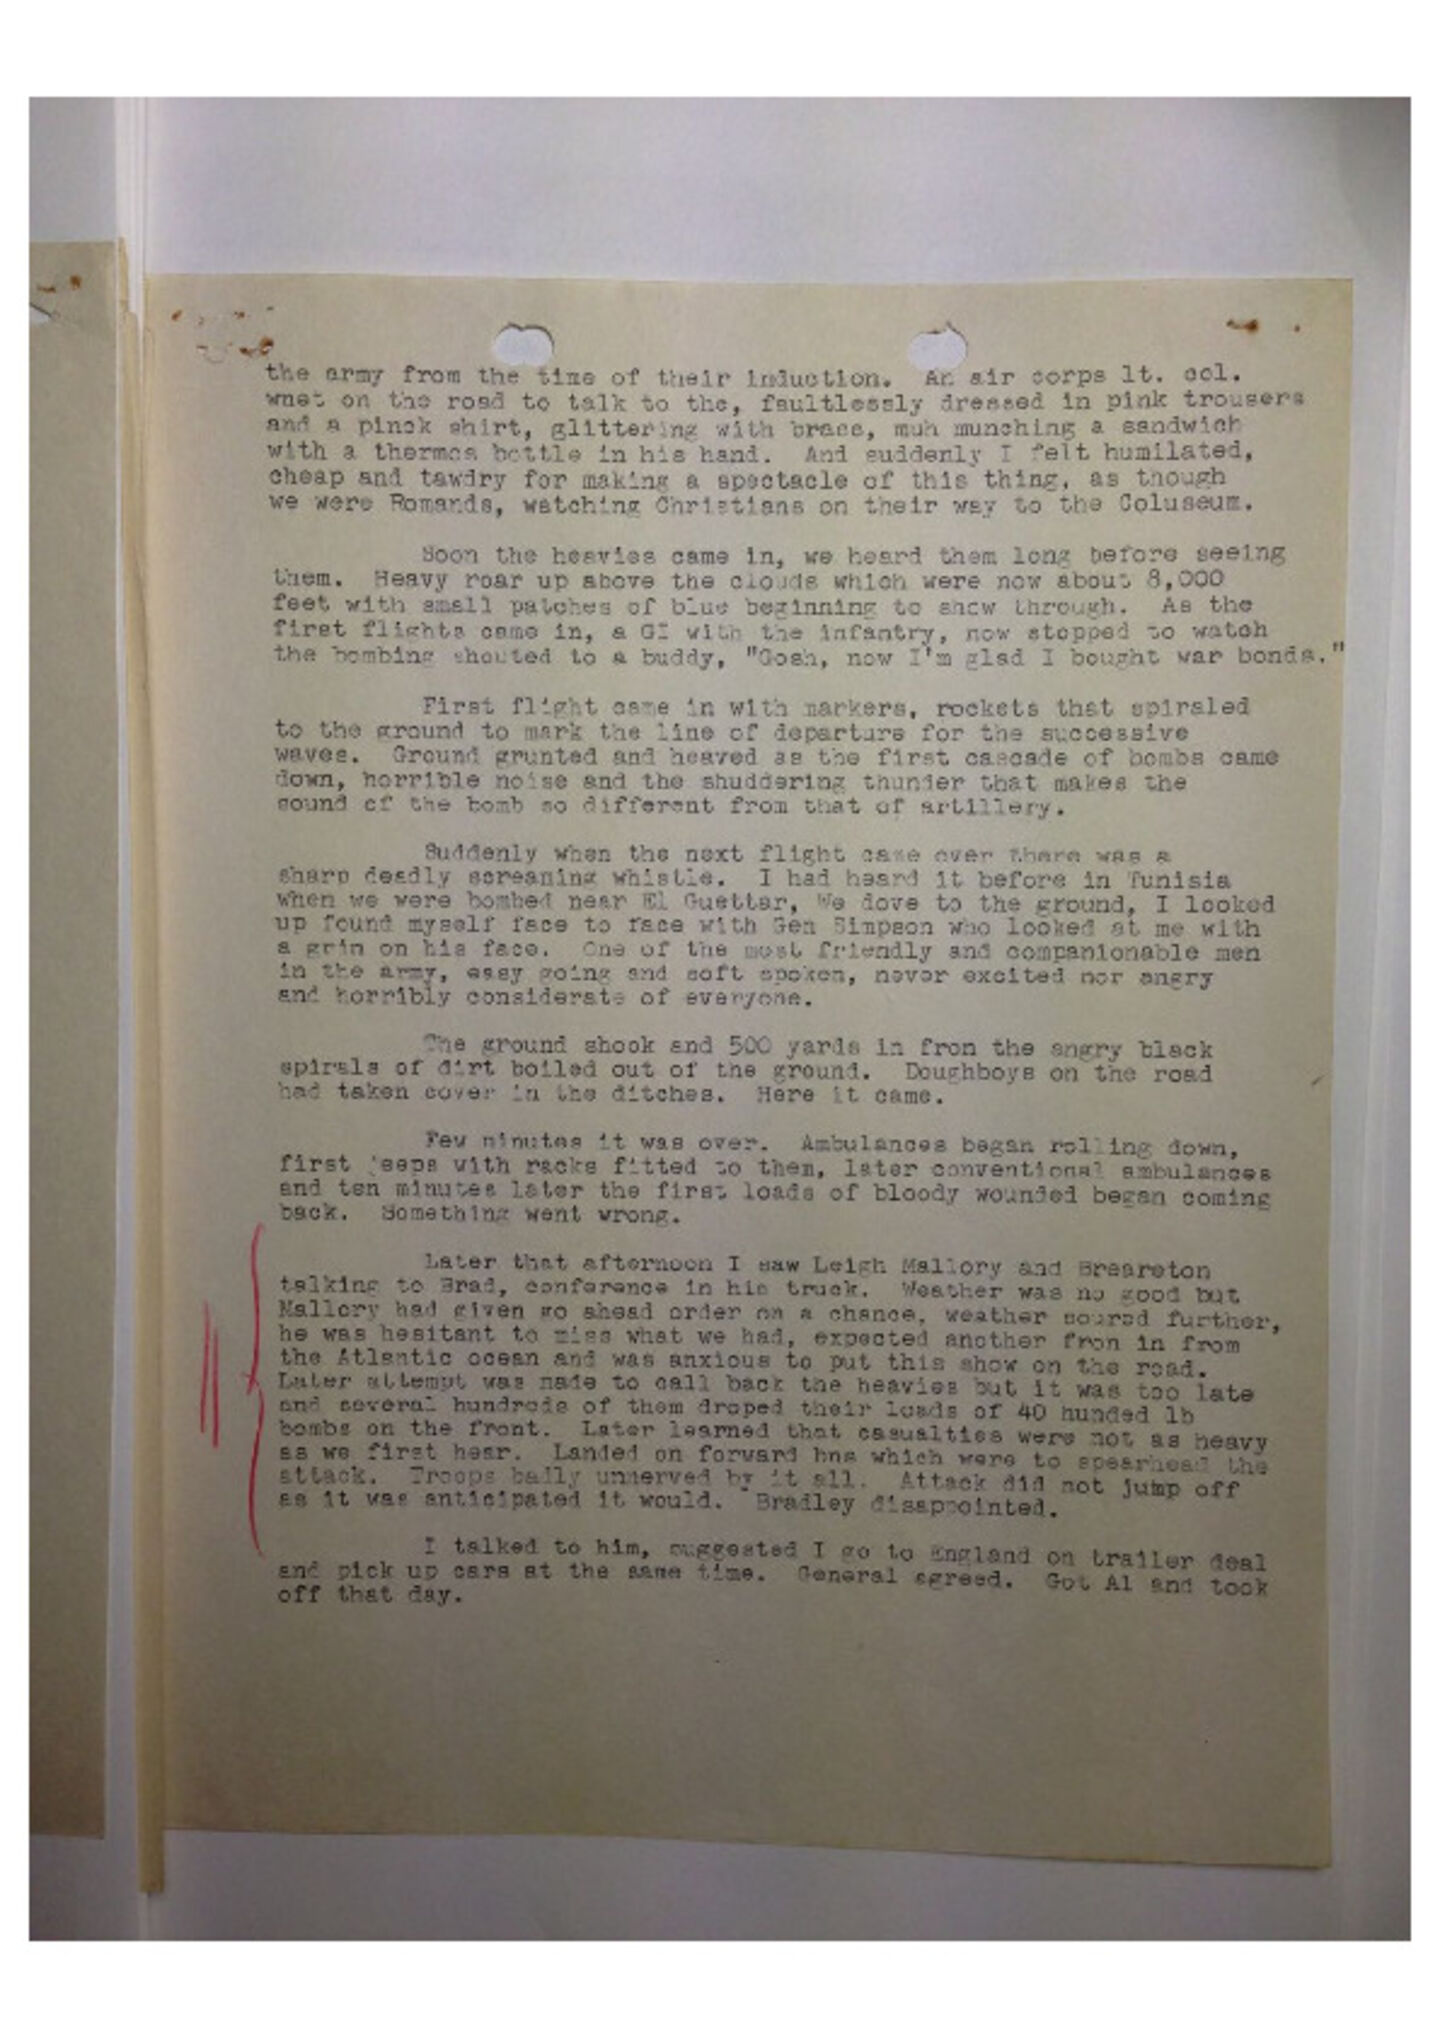 the army from the time of their induction. An air corps lt. col.
wnet on the road to talk to the, faultlessly dressed in pink trousers
and a pinck shirt, glittering with brass, muh munching a sandwich
with a thermos bottle in his hand. And suddenly I felt humilated,
cheap and tawdry for making a spectacle of this thing, as though
we were Romands, watching Christians on their way to the Coluseum.
Soon the heavies came in, we heard them long before seeing
them. Heavy roar up above the clouds which were now about 8,000
feet with small patches of blue beginning to show through. As the
first flights came in, a GI with the infantry, now stopped to watch
the bombing shouted to a buddy, "Gosh, now I'm glad I bought war bonds."
First flight came in with markers, rockets that spiraled
to the ground to mark the line of departure for the successive
waves. Ground grunted and heaved as the first cascade of bombs came
down, horrible noise and the shuddering thunder that makes the
sound of the bomb so different from that of artillery.
Suddenly when the next flight came over there was a
sharp deadly screaming whistle. I had heard it before in Tunisia
when we were bombed near El Guettar, We dove to the ground, I looked
up found myself face to face with Gen Simpson who looked at me with
a grin on his face. One of the most friendly and companionable men
in the army, easy going and soft spoken, never excited nor angry
and horribly considerate of everyone.
The ground shook and 500 yards in fron the angry black
spirals of dirt boiled out of the ground. Doughboys on the road
had taken cover in the ditches. Here it came.
Few minutes it was over. Ambulances began rolling down,
first jeeps with racks fitted to them, later conventional ambulances
and ten minutes later the first loads of bloody wounded began coming
back. Something went wrong.
Later that afternoon I saw Leigh Mallory and Breareton
talking to Brad, conference in his truck. Weather was no good but
Mallory had given go ahead order on a chance, weather soured further,
he was hesitant to miss what we had, expected another fron in from
the Atlantic ocean and was anxious to put this show on the road.
Later attempt was made to call back the heavies but it was too late
and several hundreds of them droped their loads of 40 hunded lb
bombs on the front. Later learned that casualties were not as heavy
as we first hear. Landed on forward bns which were to spearhead the
attack. Troops badly unnerved by it all. Attack did not jump off
as it was anticipated it would. Bradley disappointed.
I talked to him, suggested I go to England on trailer deal
and pick up cars at the same time. General agreed. Got Al and took
off that day.